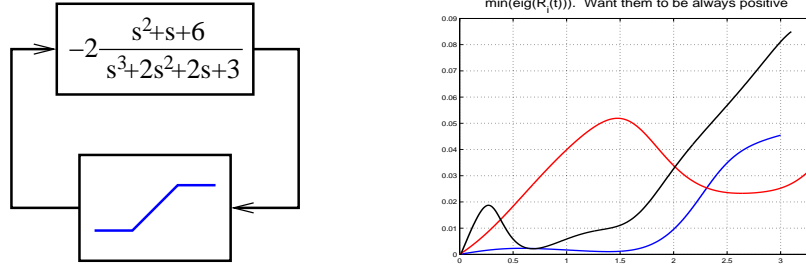 −2 s²+s+6
s³+2s²+2s+3
min(eig(Rᵢ(t))). Want them to be always positive
0.09
0.08
0.07
0.06
0.05
0.04
0.03
0.02
0.01
0
0 0.5 1 1.5 2 2.5 3